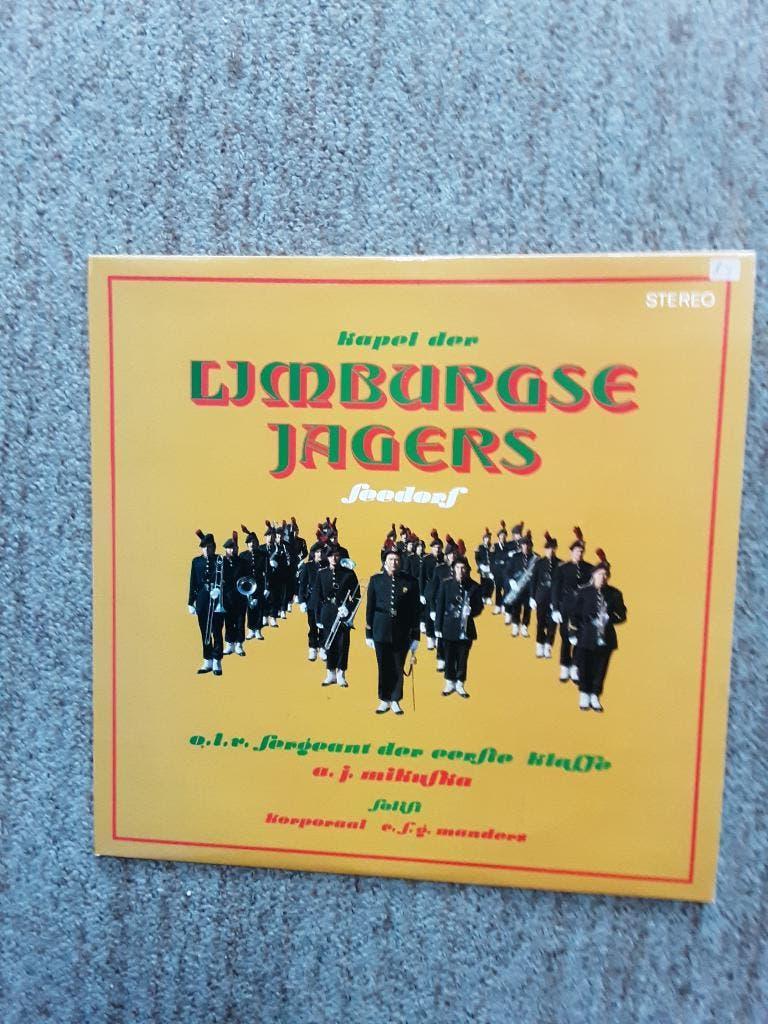 STEREO
kapel der
LIMBURGSE
JAGERS
seedorf
o.l.v. sergeant der eerste klasse
a. j. mikuska
solist
korporaal e. f. g. manders